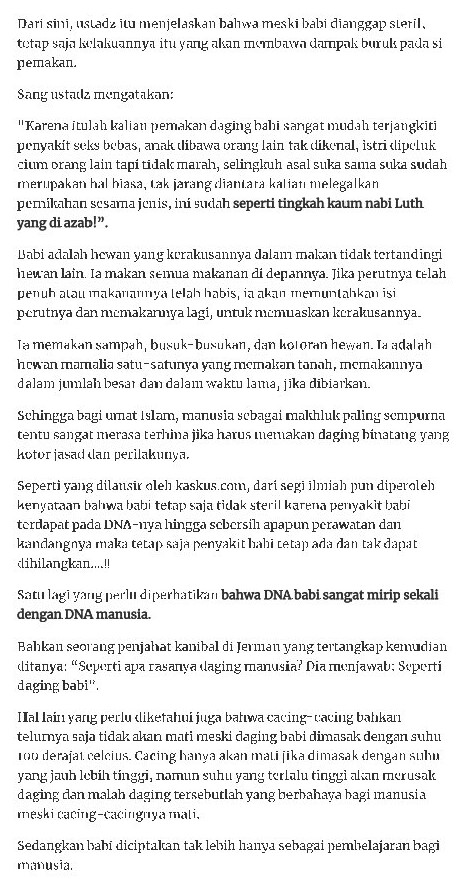 Dari sini, ustadz itu menjelaskan bahwa meski babi dianggap steril,
tetap saja kelakuannya itu yang akan membawa dampak buruk pada si
pemakan.
Sang ustadz mengatakan:
"Karena itulah kalian pemakan daging babi sangat mudah terjangkiti
penyakit seks bebas, anak dibawa orang lain tak dikenal, istri dipeluk
cium orang lain tapi tidak marah, selingkuh asal suka sama suka sudah
merupakan hal biasa, tak jarang diantara kalian melegalkan
pernikahan sesama jenis, ini sudah seperti tingkah kaum nabi Luth
yang di azab!”.
Babi adalah hewan yang kerakusannya dalam makan tidak tertandingi
hewan lain. Ia makan semua makanan di depannya. Jika perutnya telah
penuh atau makanannya telah habis, ia akan memuntahkan isi
perutnya dan memakannya lagi, untuk memuaskan kerakusannya.
Ia memakan sampah, busuk-busukan, dan kotoran hewan. Ia adalah
hewan mamalia satu-satunya yang memakan tanah, memakannya
dalam jumlah besar dan dalam waktu lama, jika dibiarkan.
Sehingga bagi umat Islam, manusia sebagai makhluk paling sempurna
tentu sangat merasa terhina jika harus memakan daging binatang yang
kotor jasad dan perilakunya.
Seperti yang dilansir oleh kaskus.com, dari segi ilmiah pun diperoleh
kenyataan bahwa babi tetap saja tidak steril karena penyakit babi
terdapat pada DNA-nya hingga sebersih apapun perawatan dan
kandangnya maka tetap saja penyakit babi tetap ada dan tak dapat
dihilangkan....!!
Satu lagi yang perlu diperhatikan bahwa DNA babi sangat mirip sekali
dengan DNA manusia.
Bahkan seorang penjahat kanibal di Jerman yang tertangkap kemudian
ditanya: “Seperti apa rasanya daging manusia? Dia menjawab: Seperti
daging babi”.
Hal lain yang perlu diketahui juga bahwa cacing-cacing bahkan
telurnya saja tidak akan mati meski daging babi dimasak dengan suhu
100 derajat celcius. Cacing hanya akan mati jika dimasak dengan suhu
yang jauh lebih tinggi, namun suhu yang terlalu tinggi akan merusak
daging dan malah daging tersebutlah yang berbahaya bagi manusia
meski cacing-cacingnya mati.
Sedangkan babi diciptakan tak lebih hanya sebagai pembelajaran bagi
manusia.